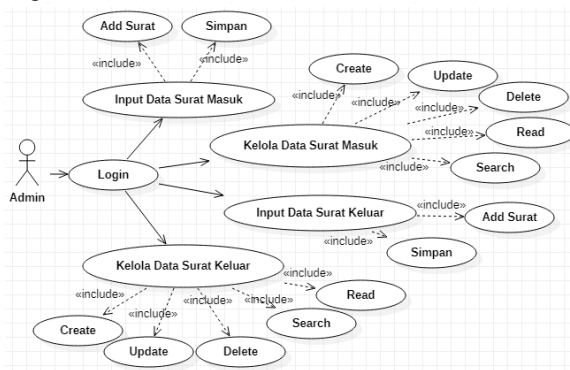 Add Surat
Simpan
«include»
«include»
Input Data Surat Masuk
Create
Update
Delete
Read
Search
«include»
«include»
«include»
«include»
«include»
Kelola Data Surat Masuk
Admin
Login
Input Data Surat Keluar
«include»
Add Surat
«include»
Simpan
Kelola Data Surat Keluar
«include»
«include»
«include»
«include»
«include»
Read
Search
Create
Update
Delete